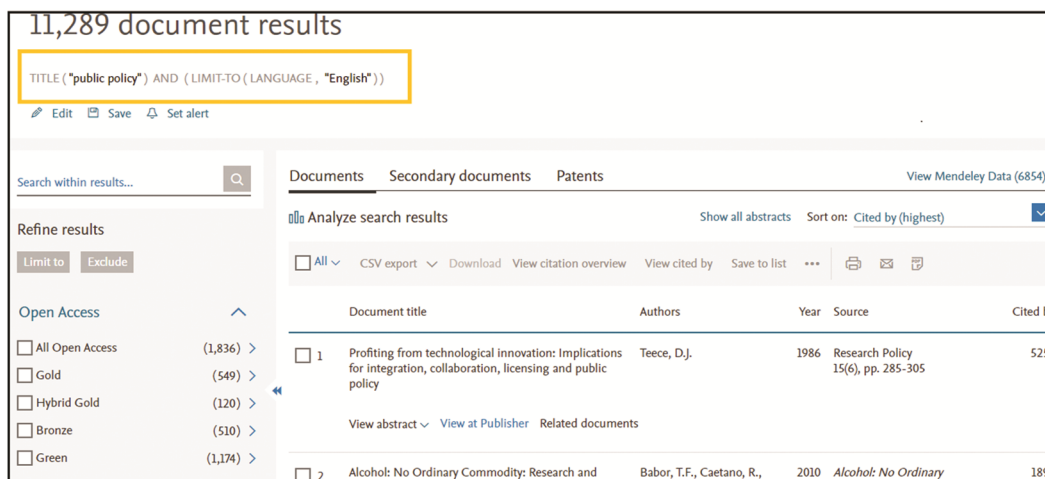 11,289 document results
TITLE ( "public policy" ) AND ( LIMIT-TO ( LANGUAGE , "English" ) )
Edit Save Set alert
Search within results...
Refine results
Limit to Exclude
Open Access
All Open Access (1,836)
Gold (549)
Hybrid Gold (120)
Bronze (510)
Green (1,174)
Documents Secondary documents Patents View Mendeley Data (6854)
Analyze search results Show all abstracts Sort on: Cited by (highest)
All CSV export Download View citation overview View cited by Save to list ...
Document title Authors Year Source Cited
1 Profiting from technological innovation: Implications Teece, D.J. 1986 Research Policy 525
for integration, collaboration, licensing and public 15(6), pp. 285-305
policy
View abstract View at Publisher Related documents
2 Alcohol: No Ordinary Commodity: Research and Babor, T.F., Caetano, R., 2010 Alcohol: No Ordinary 189